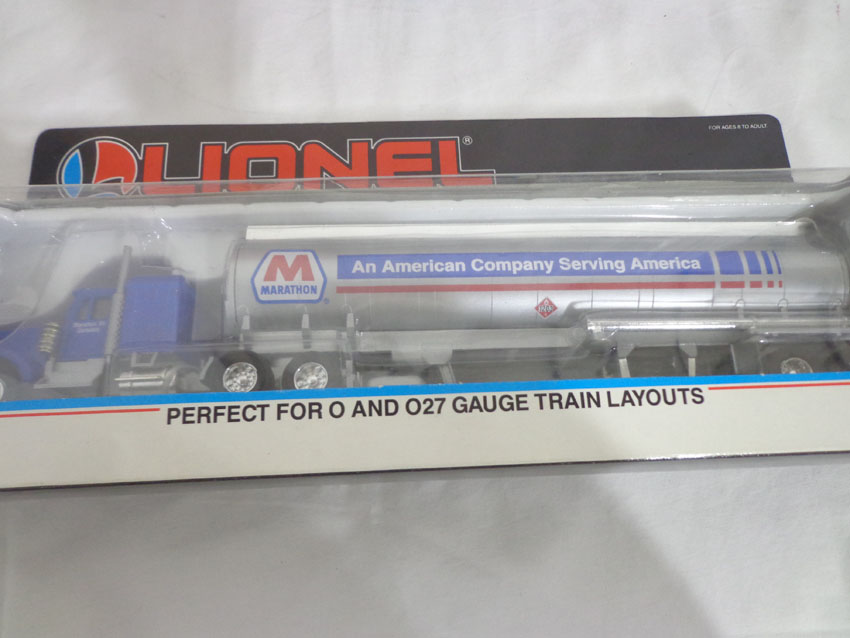 FOR AGES 8 TO ADULT
LIONEL®
M
MARATHON®
An American Company Serving America
PERFECT FOR O AND O27 GAUGE TRAIN LAYOUTS